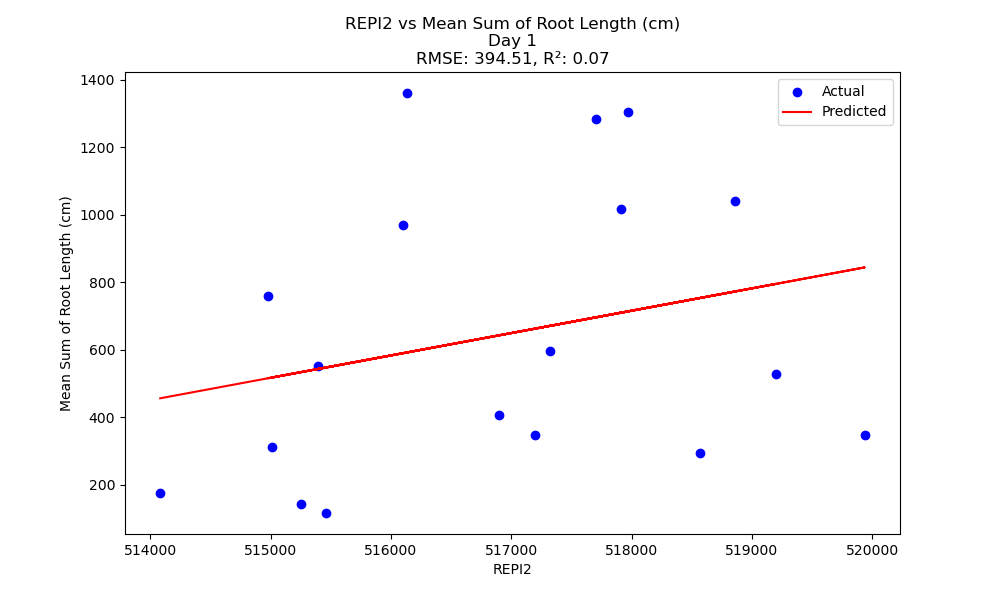 REPI2 vs Mean Sum of Root Length (cm)
Day 1
RMSE: 394.51, R²: 0.07
Actual
Predicted
Mean Sum of Root Length (cm)
1400
1200
1000
800
600
400
200
514000 515000 516000 517000 518000 519000 520000
REPI2